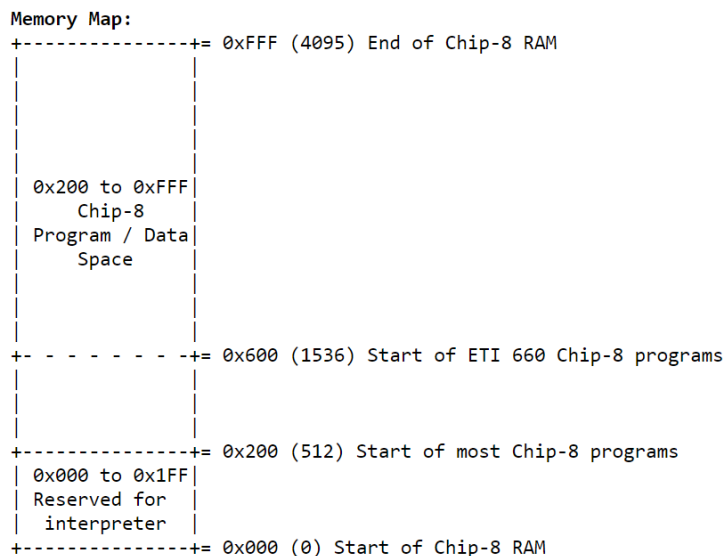 Memory Map:
+---------------+= 0xFFF (4095) End of Chip-8 RAM
|               |
|               |
|               |
|               |
|               |
| 0x200 to 0xFFF|
|     Chip-8    |
| Program / Data|
|     Space     |
|               |
|               |
|               |
+- - - - - - - -+= 0x600 (1536) Start of ETI 660 Chip-8 programs
|               |
|               |
|               |
+---------------+= 0x200 (512) Start of most Chip-8 programs
| 0x000 to 0x1FF|
| Reserved for  |
|  interpreter  |
+---------------+= 0x000 (0) Start of Chip-8 RAM